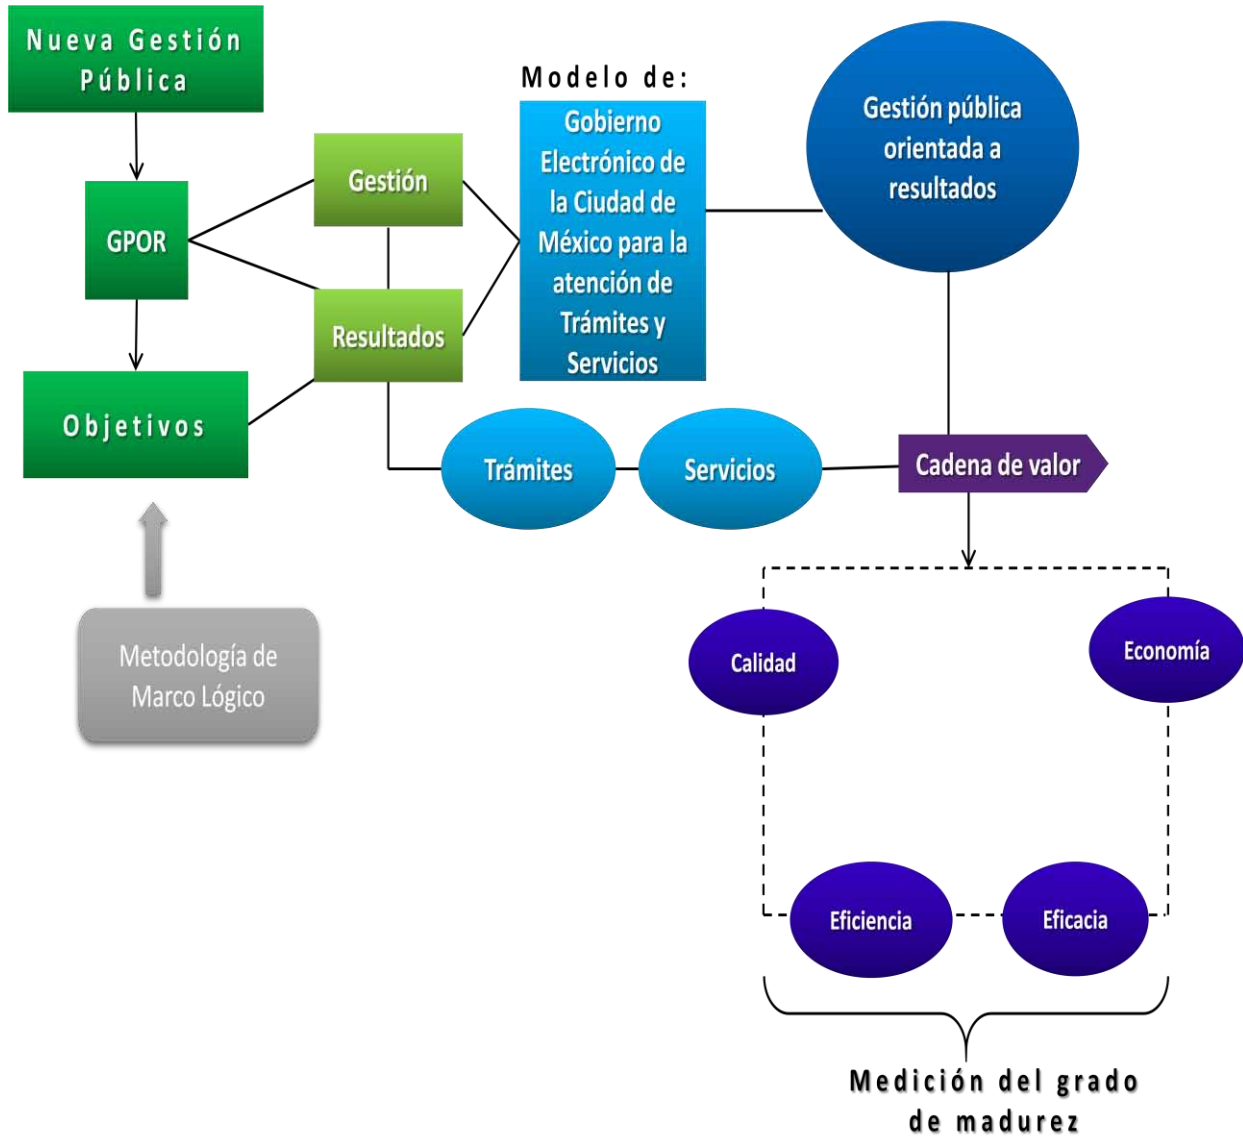 Nueva Gestión
Pública
GPOR
Objetivos
Metodología de
Marco Lógico
Gestión
Resultados
Modelo de:
Gobierno
Electrónico de
la Ciudad de
México para la
atención de
Trámites y
Servicios
Gestión pública
orientada a
resultados
Trámites
Servicios
Cadena de valor
Calidad
Economía
Eficiencia
Eficacia
Medición del grado
de madurez